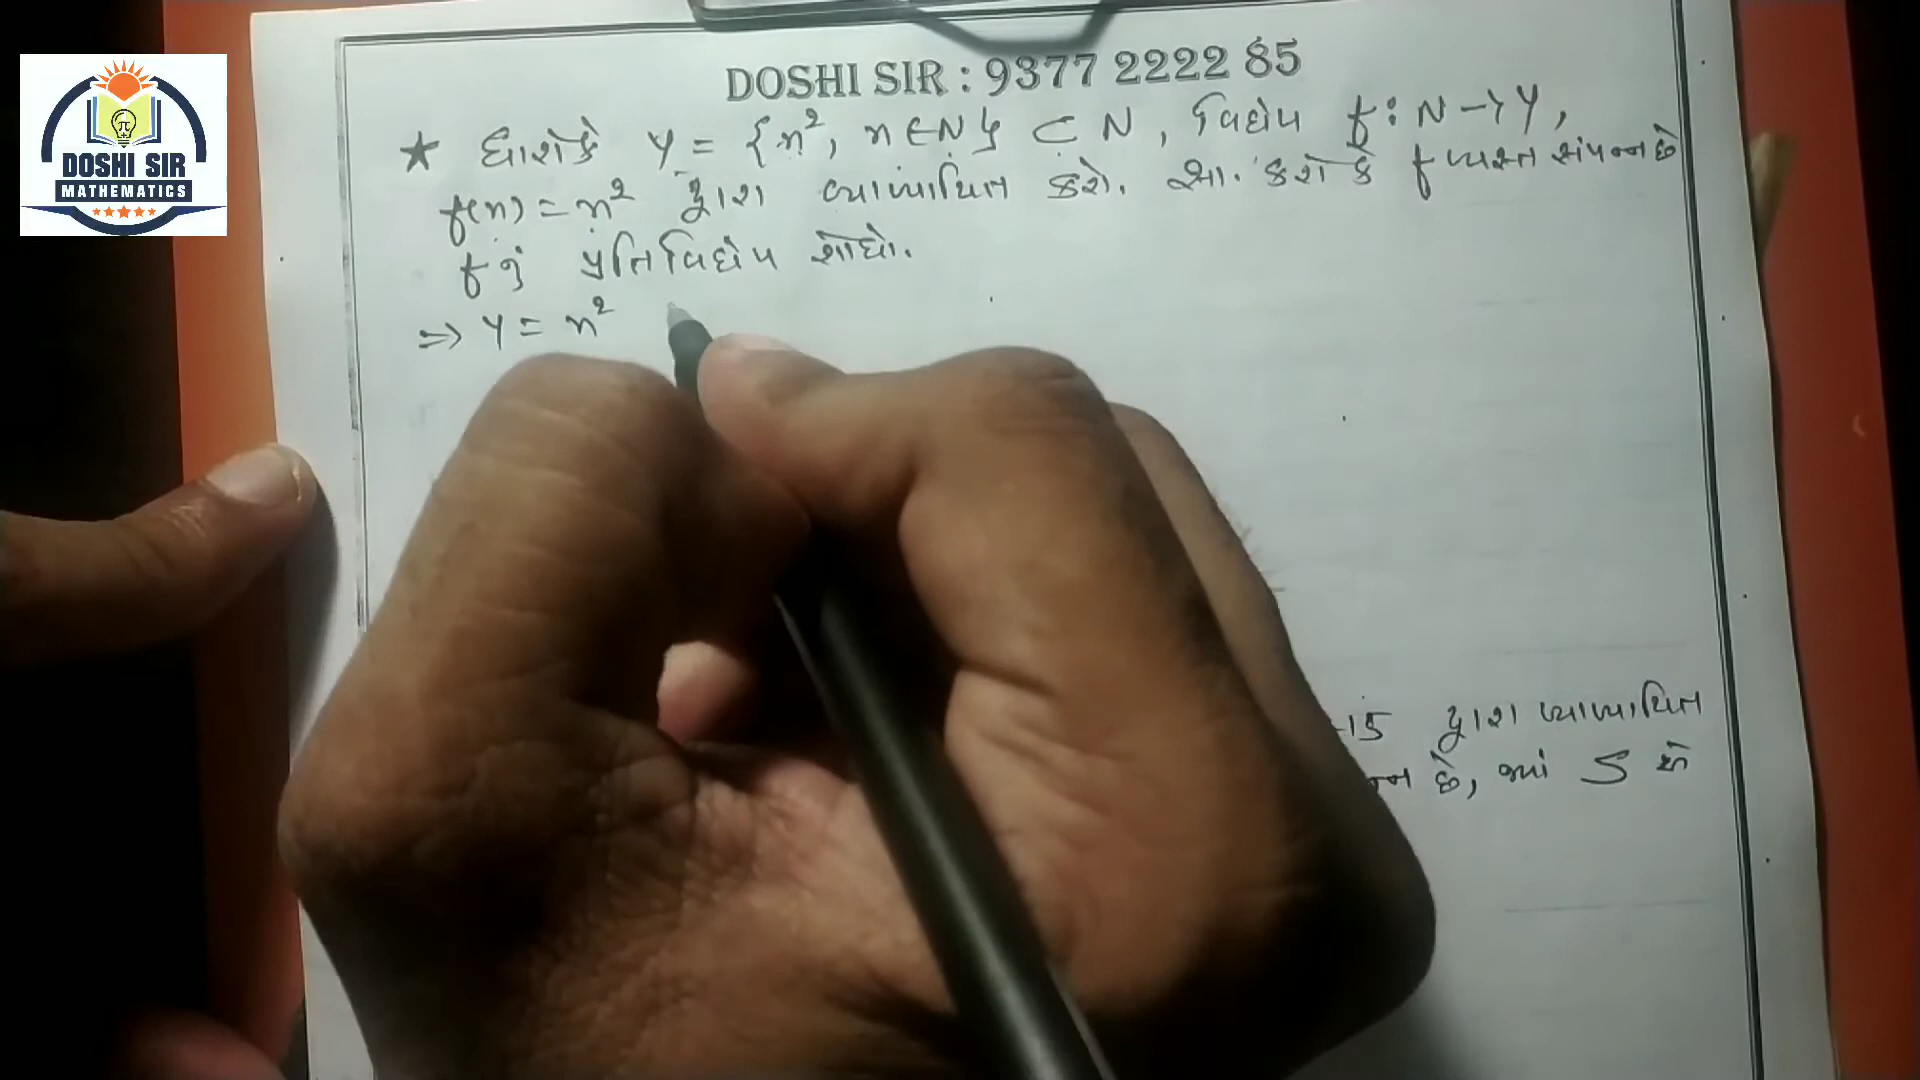 DOSHI SIR
MATHEMATICS
DOSHI SIR : 9377 2222 85
★ ધારો કે Y = {n², n ∈ N} ⊂ N, વિધેય f : N → Y,
f(n) = n² દ્વારા વ્યાખ્યાયિત કરો. સા. કરો કે f વ્યસ્ત સંપન્ન છે
f નું પ્રતિવિધેય શોધો.
⇒ Y = n²
-15 દ્વારા વ્યાખ્યાયિત
છે, જ્યાં S એ